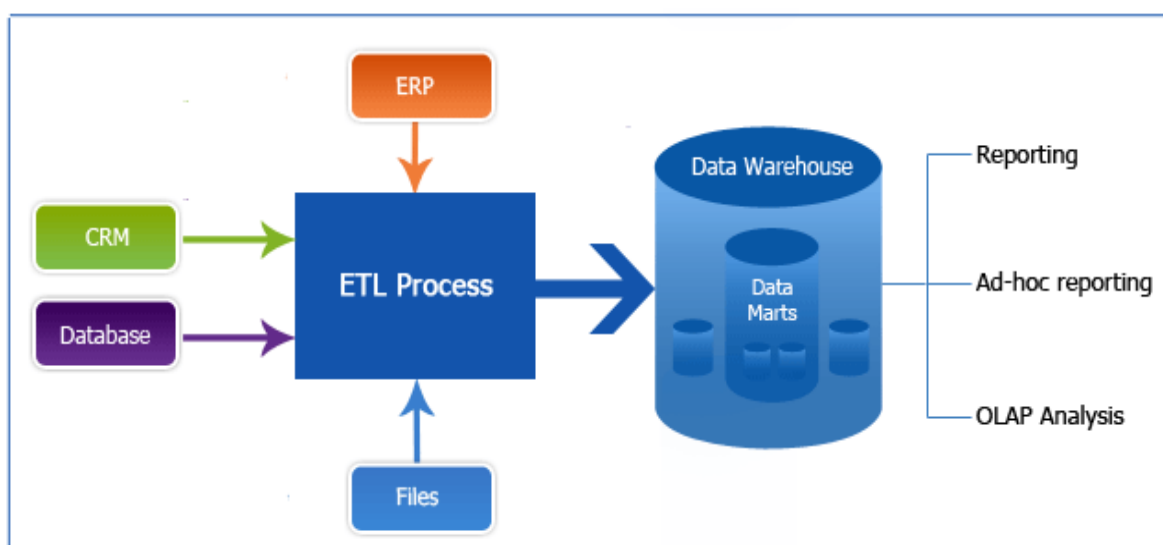 ERP
CRM
Database
ETL Process
Files
Data Warehouse
Data
Marts
Reporting
Ad-hoc reporting
OLAP Analysis